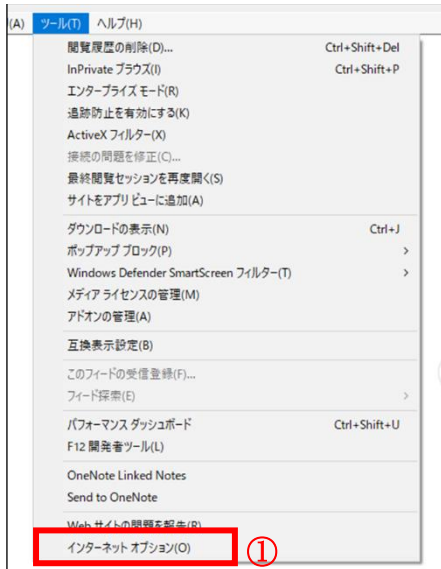 (A) ツール(T) ヘルプ(H)
閲覧履歴の削除(D)... Ctrl+Shift+Del
InPrivate ブラウズ(I) Ctrl+Shift+P
エンタープライズ モード(R)
追跡防止を有効にする(K)
ActiveX フィルター(X)
接続の問題を修正(C)...
最終閲覧セッションを再度開く(S)
サイトをアプリ ビューに追加(A)
ダウンロードの表示(N) Ctrl+J
ポップアップ ブロック(P)
Windows Defender SmartScreen フィルター(T)
メディア ライセンスの管理(M)
アドオンの管理(A)
互換表示設定(B)
このフィードの受信登録(F)...
フィード探索(E)
パフォーマンス ダッシュボード Ctrl+Shift+U
F12 開発者ツール(L)
OneNote Linked Notes
Send to OneNote
Web サイトの問題を報告(R)
インターネット オプション(O) ①